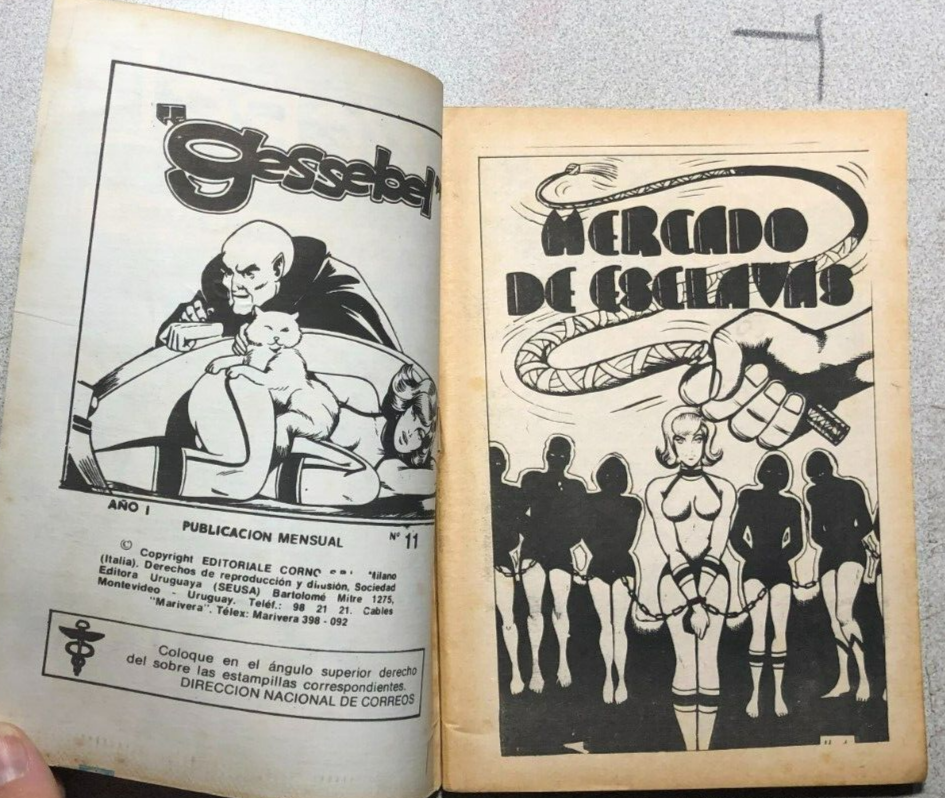 "gessebel"
AÑO I
PUBLICACION MENSUAL
Nº 11
© Copyright EDITORIALE CORNO Milano
(Italia). Derechos de reproducción y difusión, Sociedad
Editora Uruguaya (SEUSA) Bartolomé Mitre 1275,
Montevideo - Uruguay. Teléf.: 98 21 21. Cables
"Marivera". Télex: Marivera 398 - 092
Coloque en el ángulo superior derecho
del sobre las estampillas correspondientes.
DIRECCION NACIONAL DE CORREOS
MERCADO
DE ESCLAVAS